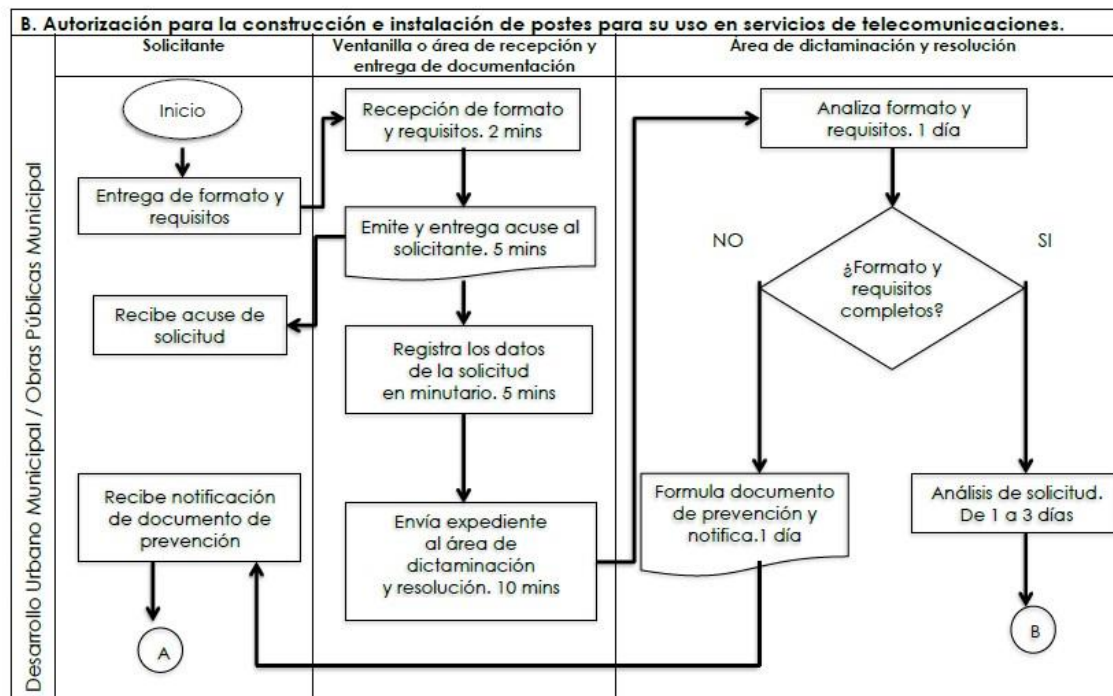 B. Autorización para la construcción e instalación de postes para su uso en servicios de telecomunicaciones.
Solicitante
Ventanilla o área de recepción y
entrega de documentación
Área de dictaminación y resolución
Desarrollo Urbano Municipal / Obras Públicas Municipal
Inicio
Entrega de formato y
requisitos
Recepción de formato
y requisitos. 2 mins
Emite y entrega acuse al
solicitante. 5 mins
Recibe acuse de
solicitud
Registra los datos
de la solicitud
en minutario. 5 mins
Envía expediente
al área de
dictaminación
y resolución. 10 mins
Analiza formato y
requisitos. 1 día
¿Formato y
requisitos
completos?
NO
SI
Formula documento
de prevención y
notifica.1 día
Análisis de solicitud.
De 1 a 3 días
Recibe notificación
de documento de
prevención
A
B